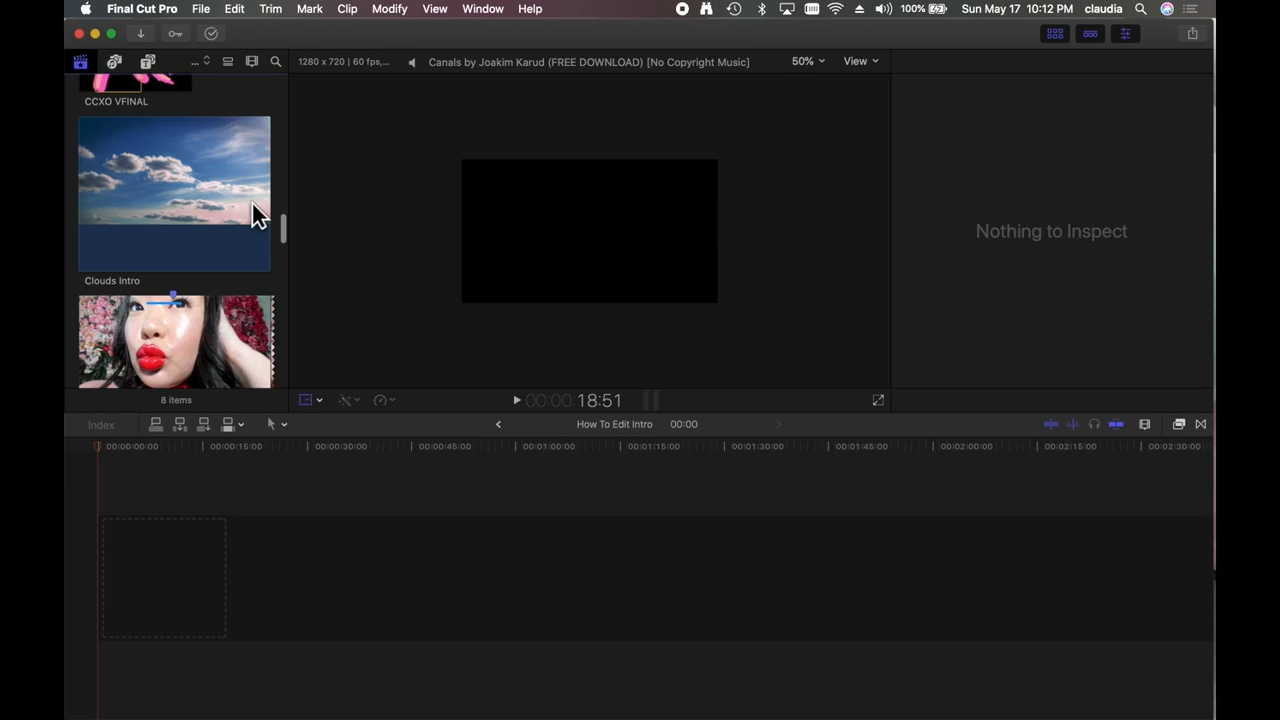 Final Cut Pro File Edit Trim Mark Clip Modify View Window Help 100% Sun May 17 10:12 PM claudia
... 1280 x 720 | 60 fps,... Canals by Joakim Karud (FREE DOWNLOAD) [No Copyright Music] 50% View
CCXO VFINAL
Nothing to Inspect
Clouds Intro
8 items 00:00:00:18:51
Index How To Edit Intro 00:00
00:00:00:00 00:00:15:00 00:00:30:00 00:00:45:00 00:01:00:00 00:01:15:00 00:01:30:00 00:01:45:00 00:02:00:00 00:02:15:00 00:02:30:00